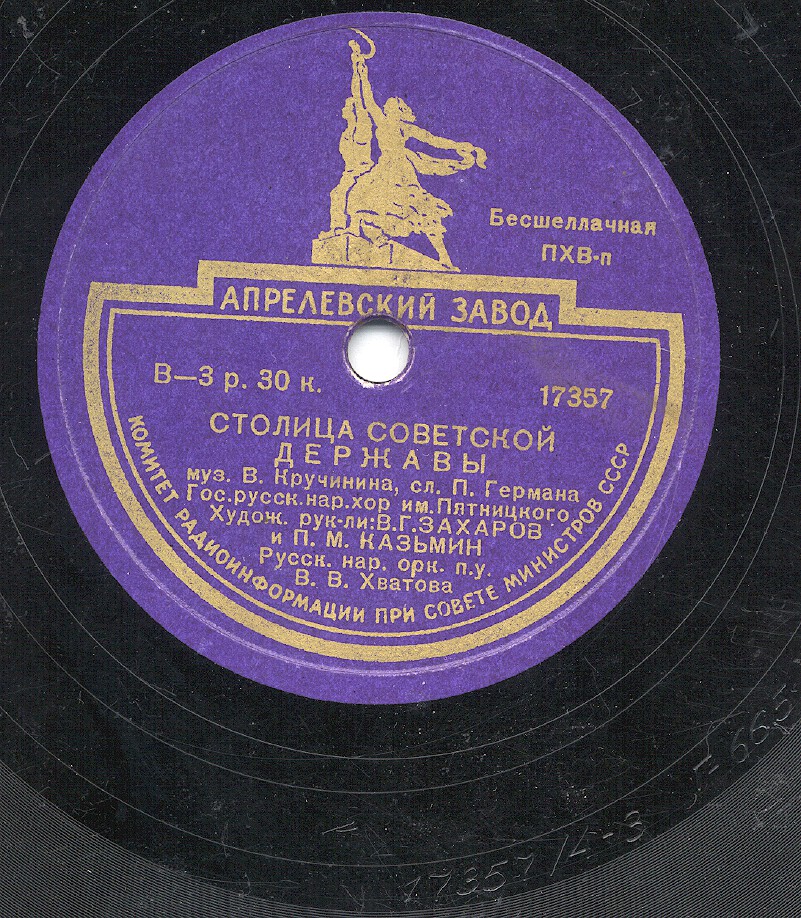 Бесшеллачная
ПХВ-п
АПРЕЛЕВСКИЙ ЗАВОД
В—3 р. 30 к.
17357
СТОЛИЦА СОВЕТСКОЙ
ДЕРЖАВЫ
муз. В. Кручинина, сл. П. Германа
Гос.русск.нар.хор им.Пятницкого
Худож. рук-ли:В.Г.ЗАХАРОВ
и П. М. КАЗЬМИН
Русск. нар. орк. п.у.
В. В. Хватова
КОМИТЕТ РАДИОИНФОРМАЦИИ ПРИ СОВЕТЕ МИНИСТРОВ СССР
17357/4-3